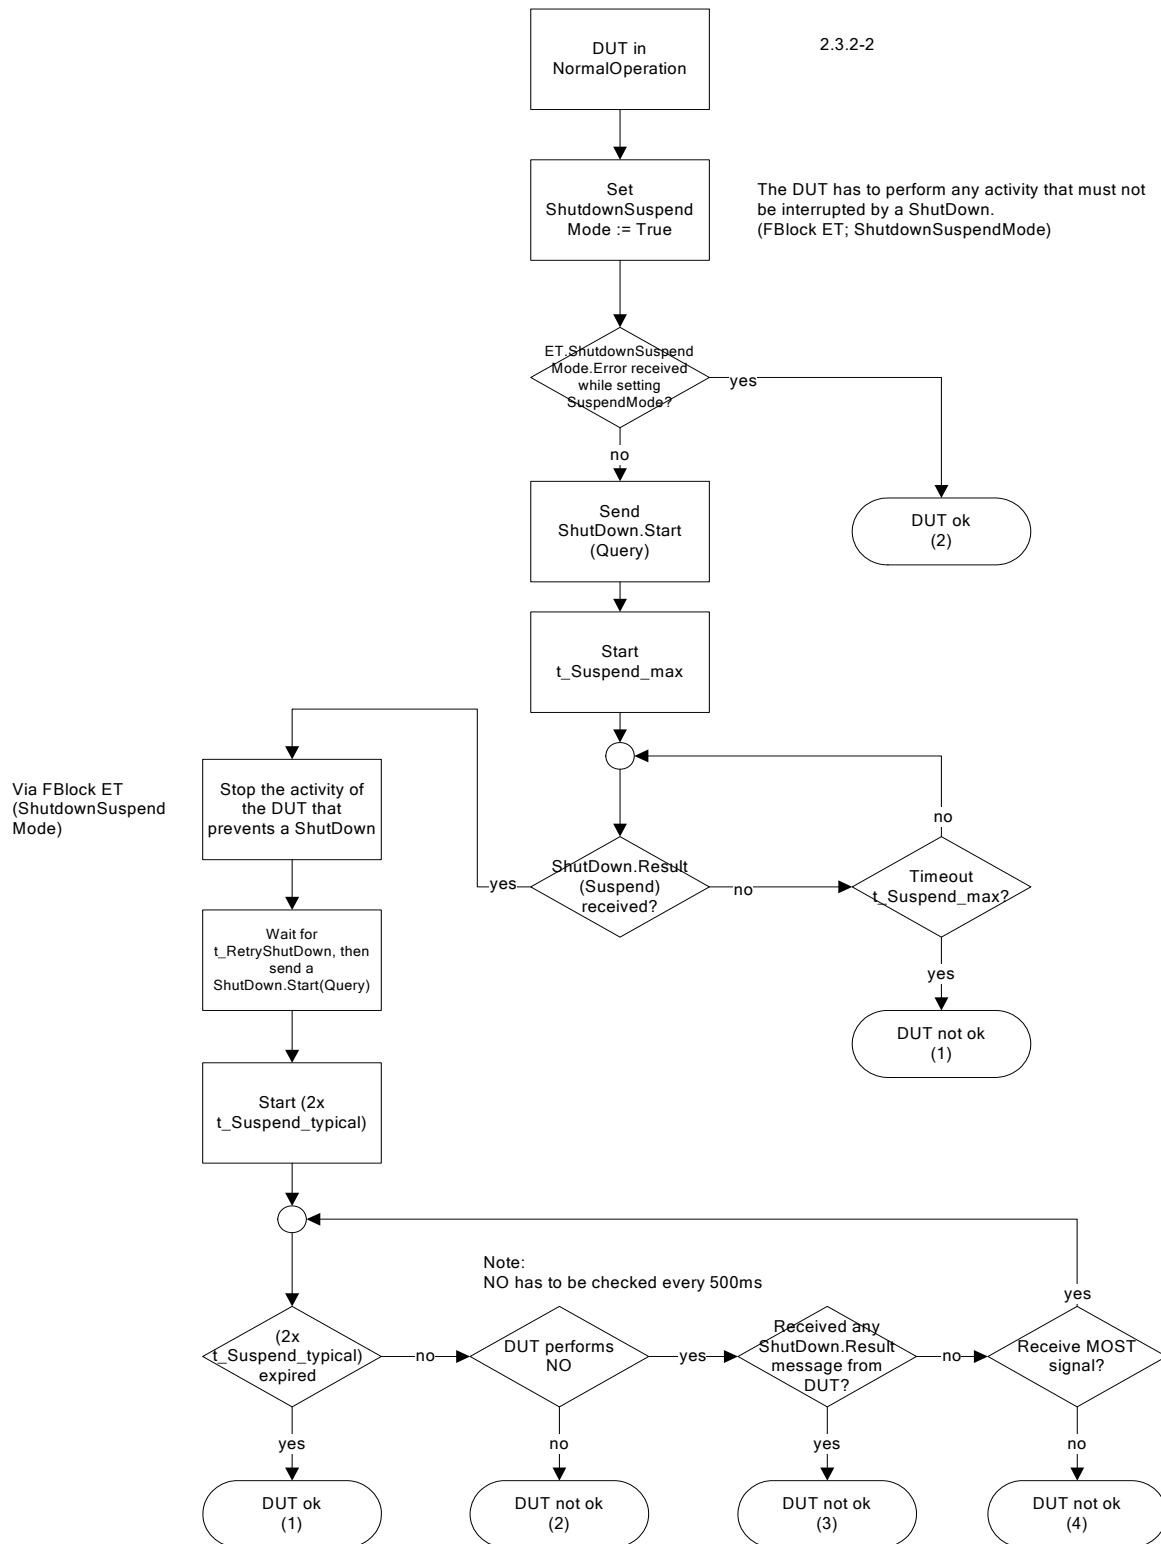 DUT in
NormalOperation
2.3.2-2
Set
ShutdownSuspend
Mode := True
The DUT has to perform any activity that must not
be interrupted by a ShutDown.
(FBlock ET; ShutdownSuspendMode)
ET.ShutdownSuspend
Mode.Error received
while setting
SuspendMode?
yes
no
Send
ShutDown.Start
(Query)
DUT ok
(2)
Start
t_Suspend_max
Via FBlock ET
(ShutdownSuspend
Mode)
Stop the activity of
the DUT that
prevents a ShutDown
no
yes
ShutDown.Result
(Suspend)
received?
no
Timeout
t_Suspend_max?
Wait for
t_RetryShutDown, then
send a
ShutDown.Start(Query)
yes
DUT not ok
(1)
Start (2x
t_Suspend_typical)
Note:
NO has to be checked every 500ms
yes
(2x
t_Suspend_typical)
expired
no
DUT performs
NO
yes
Received any
ShutDown.Result
message from
DUT?
no
Receive MOST
signal?
yes
no
yes
no
DUT ok
(1)
DUT not ok
(2)
DUT not ok
(3)
DUT not ok
(4)